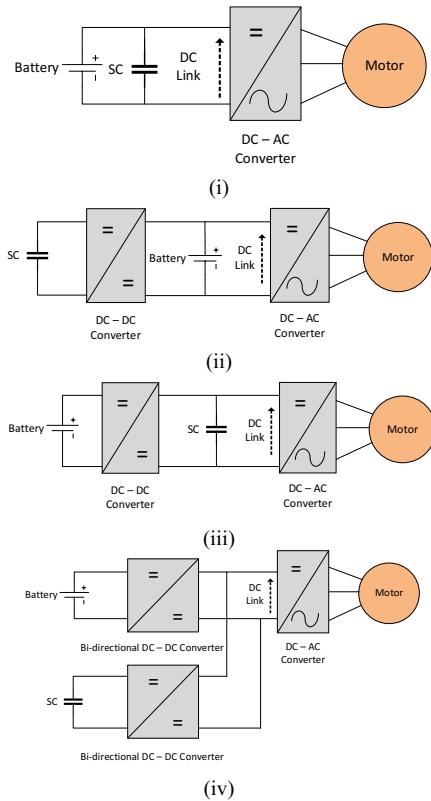 Battery
+
−
SC
DC
Link
=
Motor
DC – AC
Converter
(i)
SC
=
=
Battery
+
−
DC
Link
=
Motor
DC – DC
Converter
DC – AC
Converter
(ii)
Battery
+
−
=
=
SC
DC
Link
=
Motor
DC – DC
Converter
DC – AC
Converter
(iii)
Battery
+
−
=
=
DC
Link
=
Motor
Bi-directional DC – DC Converter
DC – AC
Converter
SC
=
=
Bi-directional DC – DC Converter
(iv)